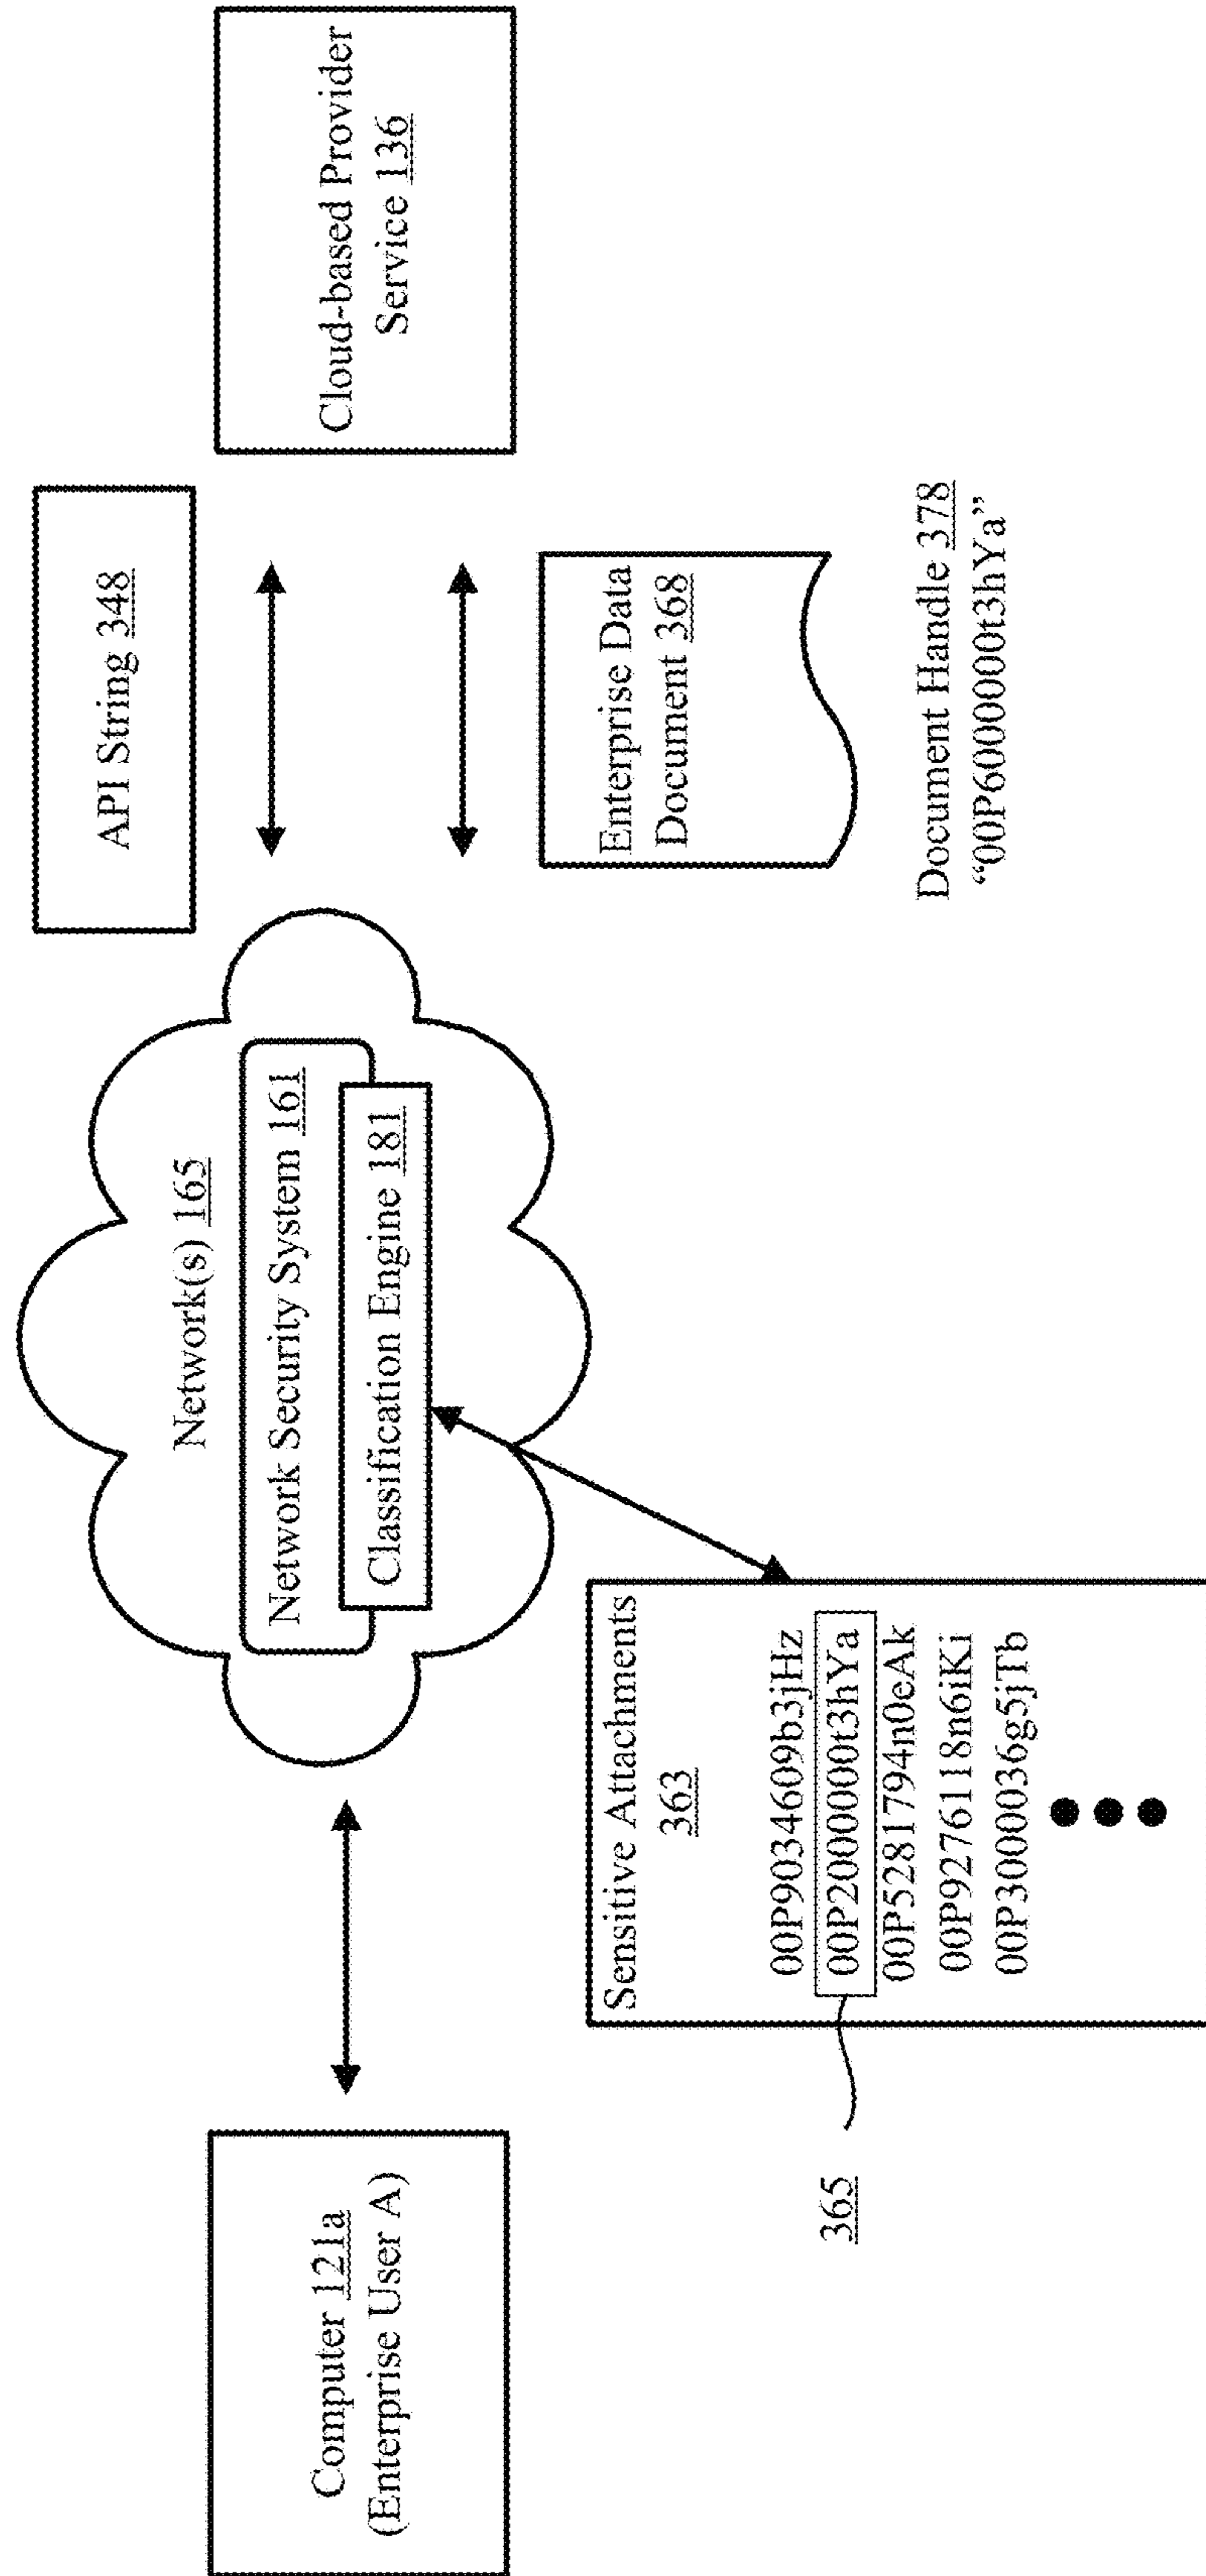 Computer 121a
(Enterprise User A)
Network(s) 165
Network Security System 161
Classification Engine 181
API String 348
Cloud-based Provider
Service 136
Enterprise Data
Document 368
Document Handle 378
“00P6000000t3hYa”
Sensitive Attachments
363
00P9034609b3jHz
00P2000000t3hYa
00P5281794n0eAk
00P9276118n6iKi
00P3000036g5jTb
365